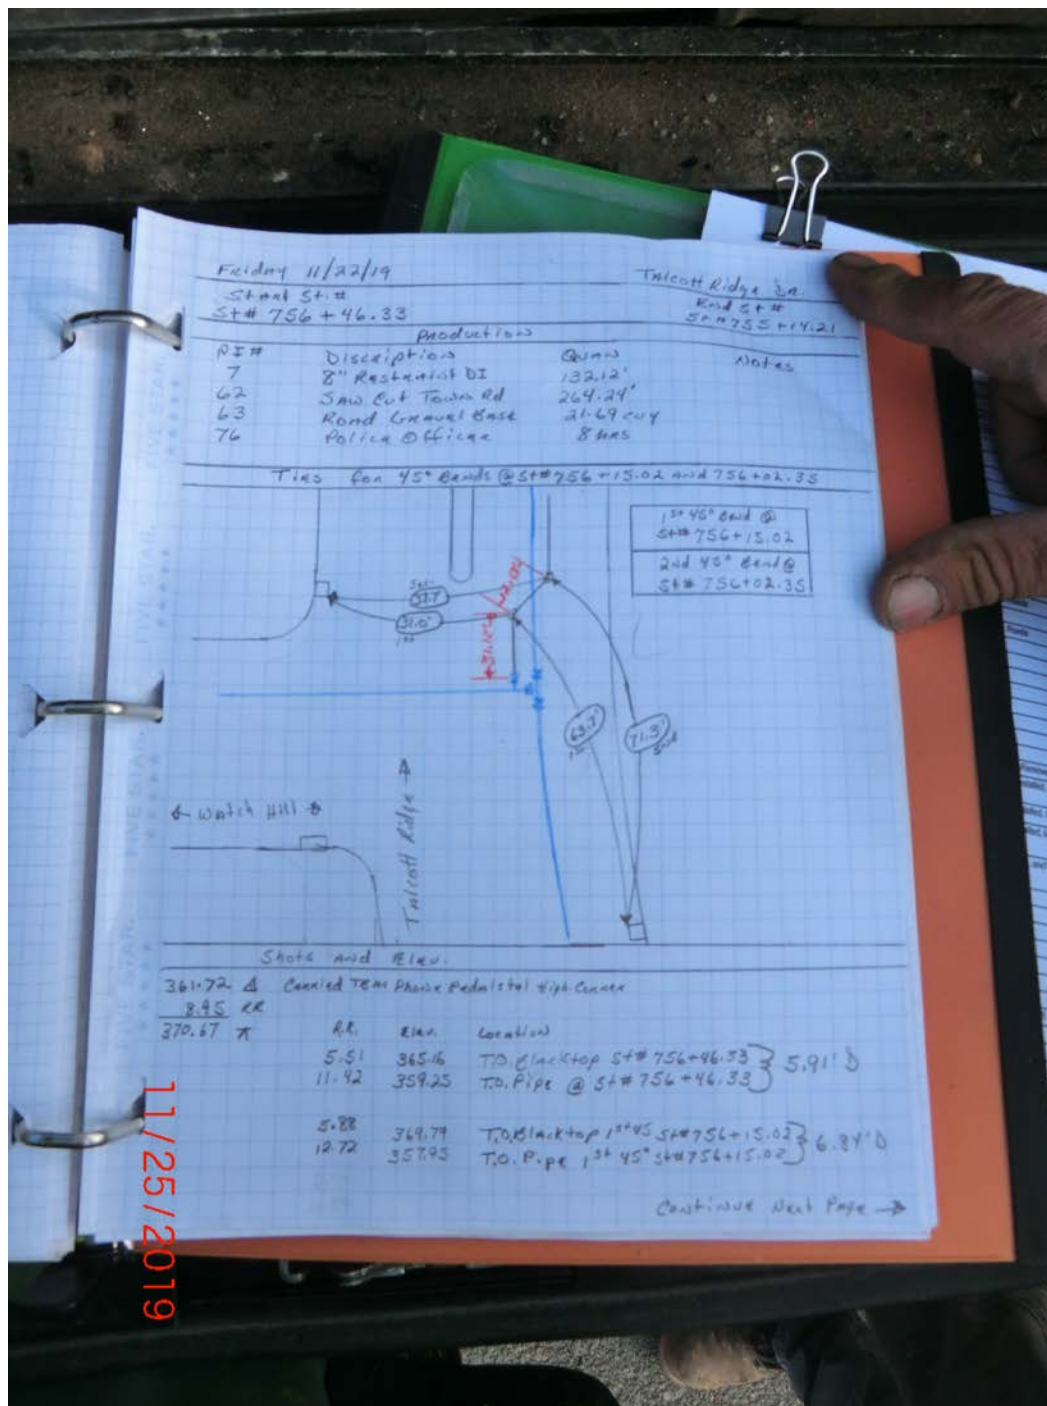 Friday 11/22/19
Talcott Ridge Dr.
Start St.#
St# 756+46.33
End St#
St#755+14.21
Production
PI#
Discription
Quan
Notes
7 8" Restraint DI 132.12'
62 Saw Cut Town Rd 264.24'
63 Road Gravel Base 21.69 cuy
76 Police Officer 8 hrs
Ties for 45° Bends @ St#756+15.02 and 756+02.35
1st 45° Bend @
St# 756+15.02
2nd 45° Bend @
St# 756+02.35
31.0'
1st
63.7'
1st
71.3'
2nd
← Watch Hill →
Talcott Ridge →
Shots and Elev.
361.72 Δ Carried TBM Phone Pedalstal High Corner
8.95 RR
370.67 ⊼
R.R. Elev. Location
5.51 365.16 T.O. Blacktop St# 756+46.33
5.91' D
11.42 359.25 T.O. Pipe @ St# 756+46.33
5.88 364.79 T.O. Blacktop 1st 45 St#756+15.02
6.84' D
12.72 357.95 T.O. Pipe 1st 45° St#756+15.02
Continue Next Page →
11/25/2019